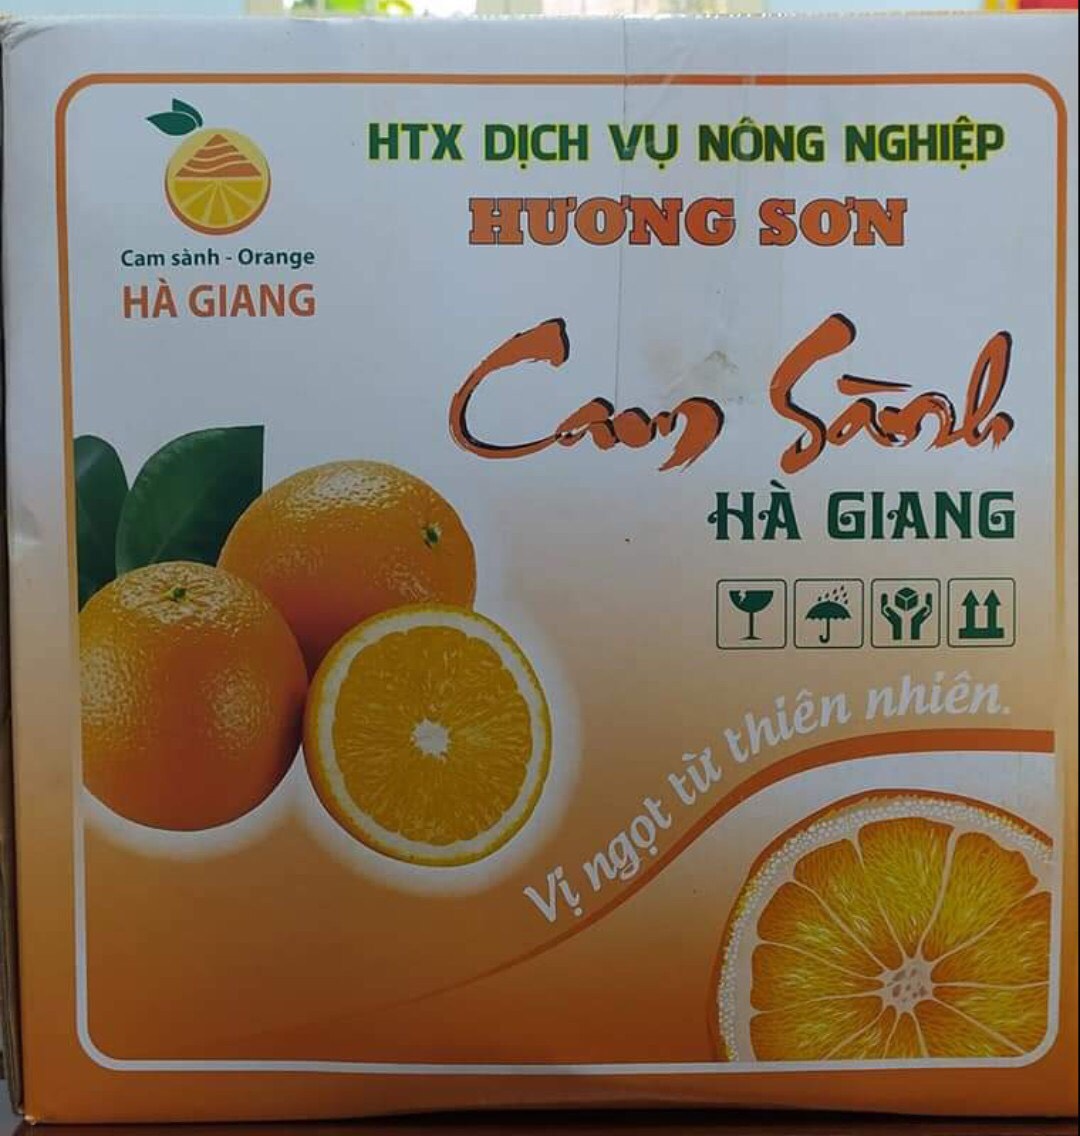 HTX DỊCH VỤ NÔNG NGHIỆP
HƯƠNG SƠN
Cam sành - Orange
HÀ GIANG
Cam Sành
HÀ GIANG
Vị ngọt từ thiên nhiên.